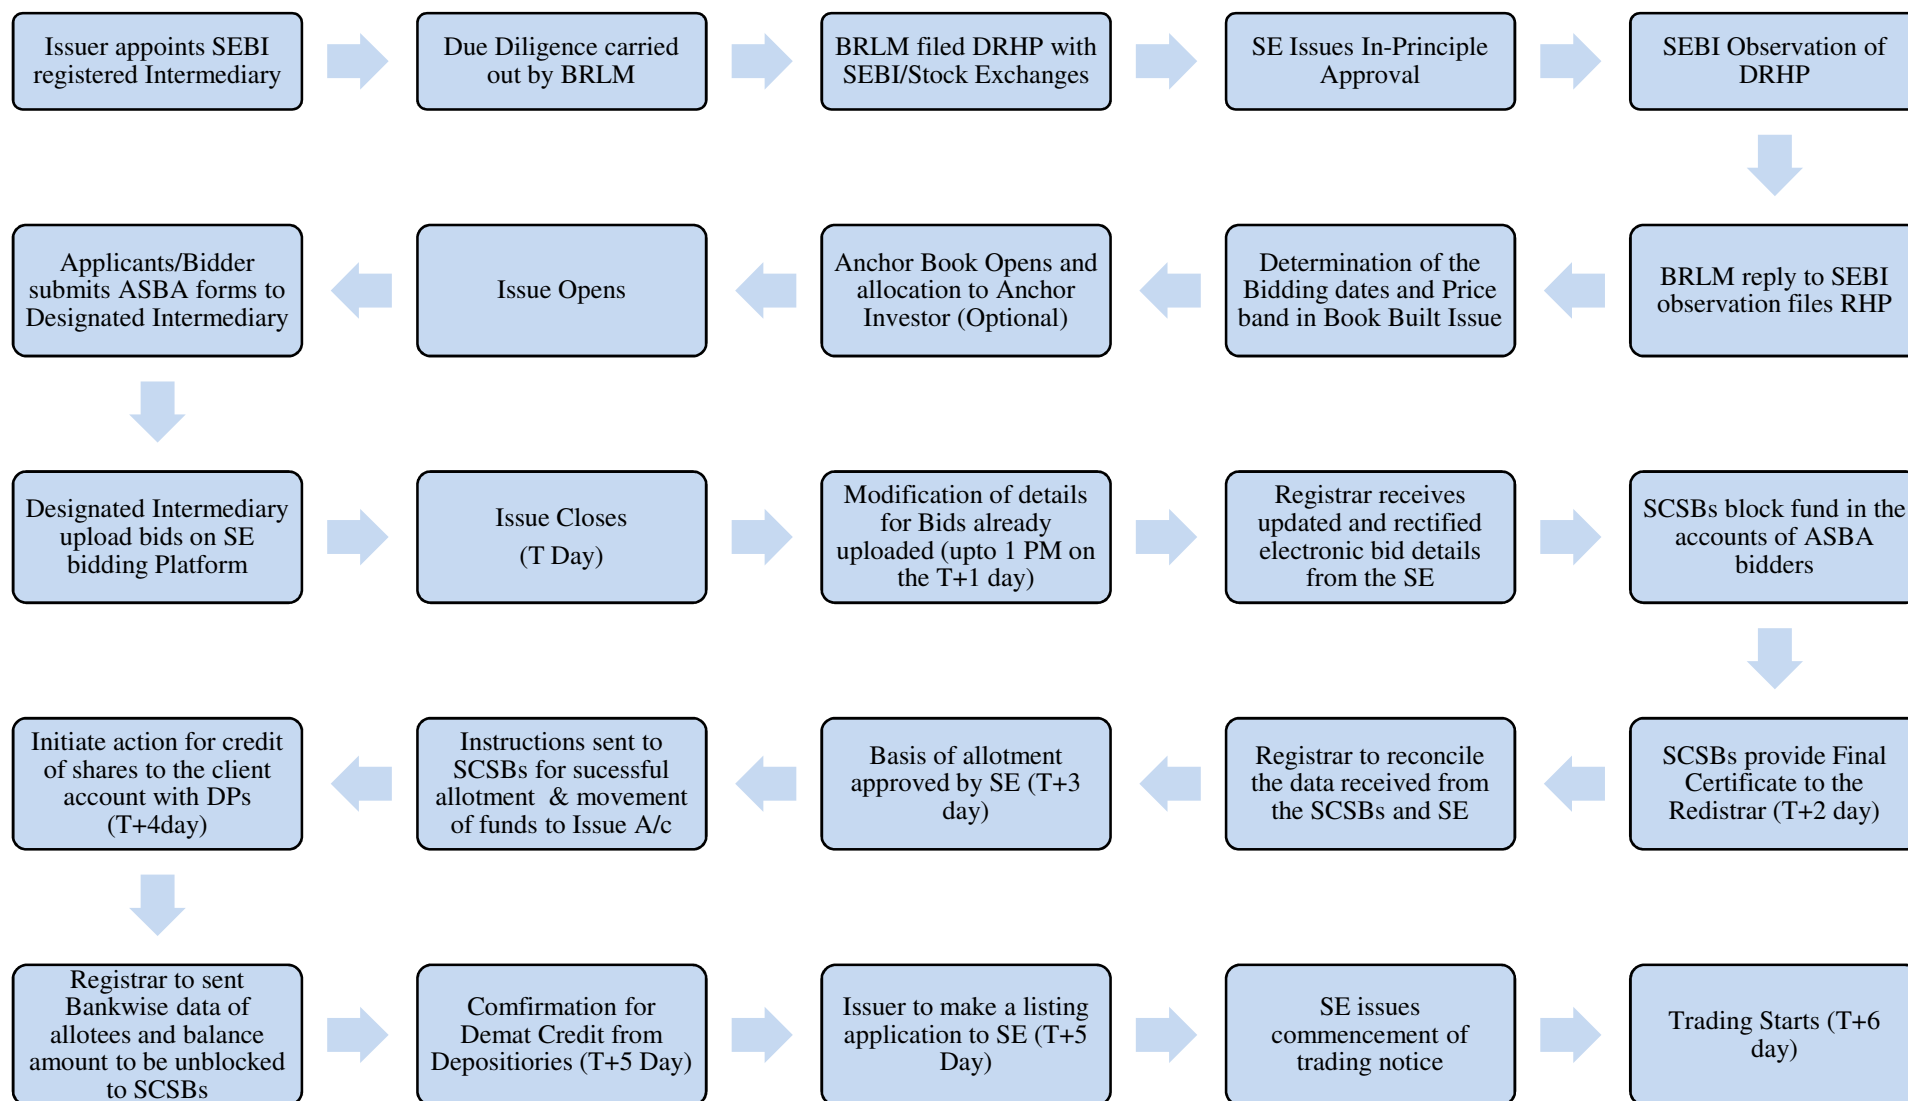 Issuer appoints SEBI
registered Intermediary
Due Diligence carried
out by BRLM
BRLM filed DRHP with
SEBI/Stock Exchanges
SE Issues In-Principle
Approval
SEBI Observation of
DRHP
BRLM reply to SEBI
observation files RHP
Determination of the
Bidding dates and Price
band in Book Built Issue
Anchor Book Opens and
allocation to Anchor
Investor (Optional)
Issue Opens
Applicants/Bidder
submits ASBA forms to
Designated Intermediary
Designated Intermediary
upload bids on SE
bidding Platform
Issue Closes
(T Day)
Modification of details
for Bids already
uploaded (upto 1 PM on
the T+1 day)
Registrar receives
updated and rectified
electronic bid details
from the SE
SCSBs block fund in the
accounts of ASBA
bidders
SCSBs provide Final
Certificate to the
Redistrar (T+2 day)
Registrar to reconcile
the data received from
the SCSBs and SE
Basis of allotment
approved by SE (T+3
day)
Instructions sent to
SCSBs for sucessful
allotment & movement
of funds to Issue A/c
Initiate action for credit
of shares to the client
account with DPs
(T+4day)
Registrar to sent
Bankwise data of
allotees and balance
amount to be unblocked
to SCSBs
Comfirmation for
Demat Credit from
Depositiories (T+5 Day)
Issuer to make a listing
application to SE (T+5
Day)
SE issues
commencement of
trading notice
Trading Starts (T+6
day)